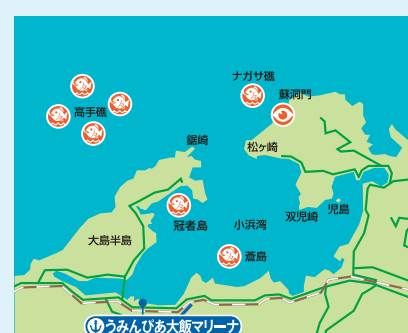 ナガサ礁
蘇洞門
高手礁
鋸崎
松ヶ崎
冠者島
小浜湾
双児崎
児島
大島半島
蒼島
うみんぴあ大飯マリーナ